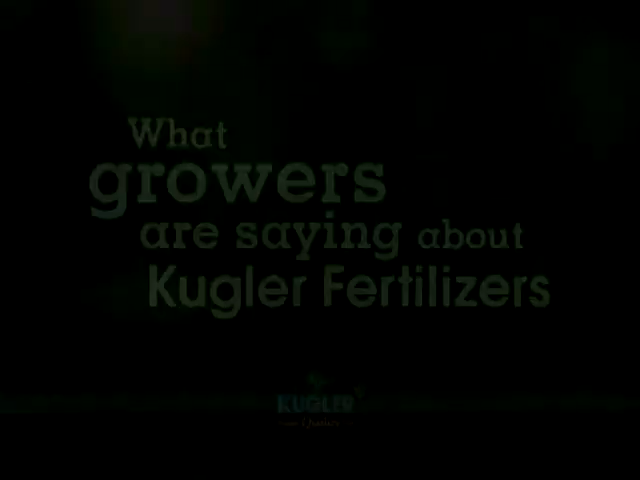 What
growers
are saying about
Kugler Fertilizers
KUGLER